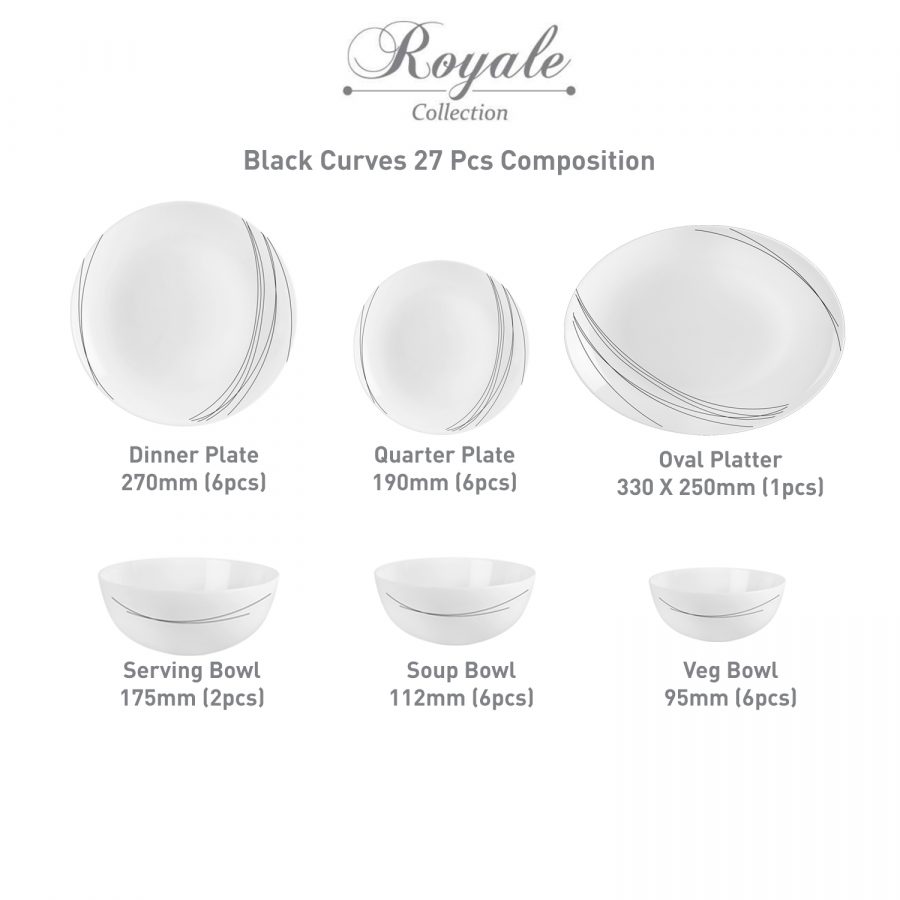 Royale
Collection
Black Curves 27 Pcs Composition
Dinner Plate
270mm (6pcs)
Quarter Plate
190mm (6pcs)
Oval Platter
330 X 250mm (1pcs)
Serving Bowl
175mm (2pcs)
Soup Bowl
112mm (6pcs)
Veg Bowl
95mm (6pcs)